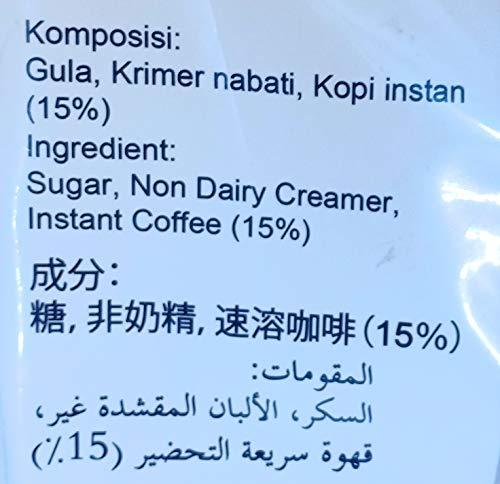 Komposisi:
Gula, Krimer nabati, Kopi instan
(15%)
Ingredient:
Sugar, Non Dairy Creamer,
Instant Coffee (15%)
成分:
糖, 非奶精, 速溶咖啡 (15%)
المقومات:
السكر، الألبان المقشدة غير،
قهوة سريعة التحضير (15٪)